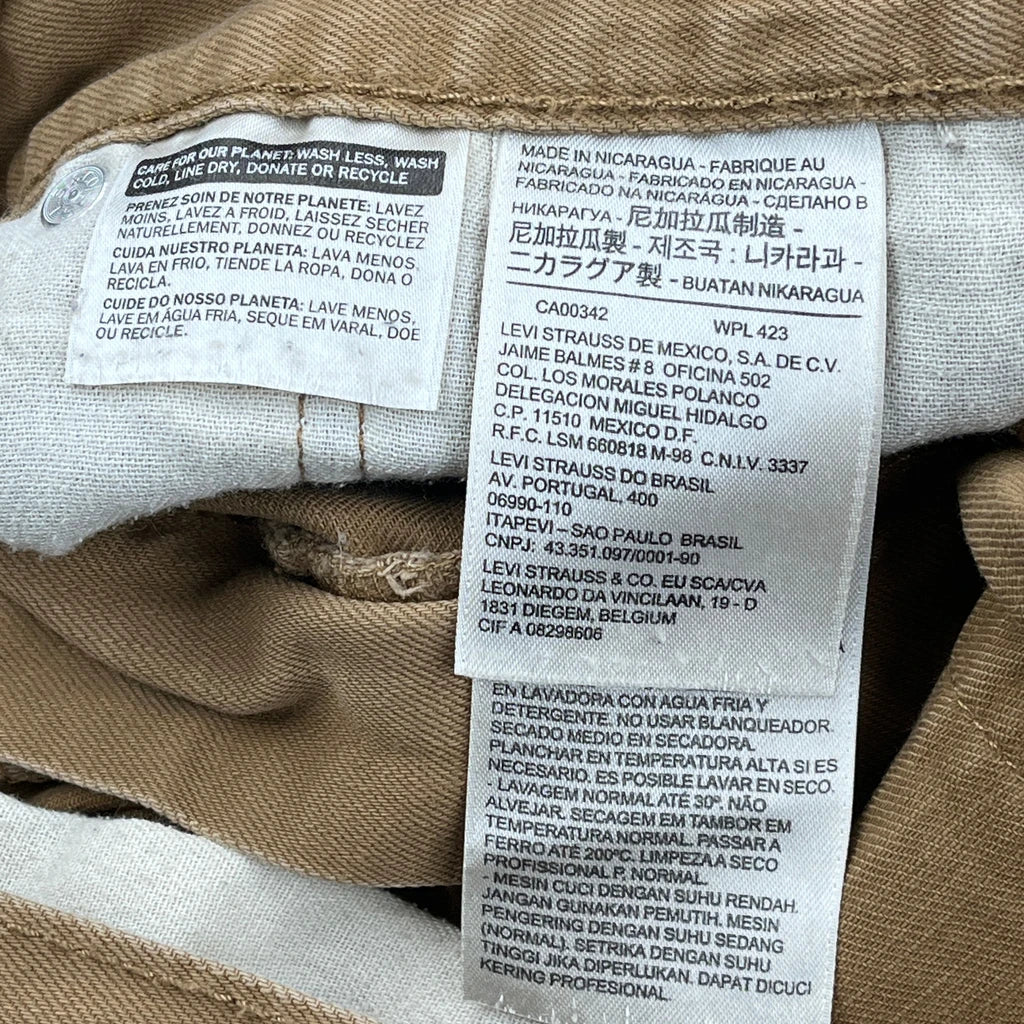 CARE FOR OUR PLANET: WASH LESS, WASH
COLD, LINE DRY, DONATE OR RECYCLE
PRENEZ SOIN DE NOTRE PLANETE: LAVEZ
MOINS, LAVEZ A FROID, LAISSEZ SECHER
NATURELLEMENT, DONNEZ OU RECYCLEZ
CUIDA NUESTRO PLANETA: LAVA MENOS,
LAVA EN FRIO, TIENDE LA ROPA, DONA O
RECICLA.
CUIDE DO NOSSO PLANETA: LAVE MENOS,
LAVE EM ÁGUA FRIA, SEQUE EM VARAL, DOE
OU RECICLE.
MADE IN NICARAGUA - FABRIQUE AU
NICARAGUA - FABRICADO EN NICARAGUA -
FABRICADO NA NICARÁGUA - СДЕЛАНО В
НИКАРАГУА - 尼加拉瓜制造 -
尼加拉瓜製 - 제조국 : 니카라과 -
ニカラグア製 - BUATAN NIKARAGUA
CA00342 WPL 423
LEVI STRAUSS DE MEXICO, S.A. DE C.V.
JAIME BALMES # 8 OFICINA 502
COL. LOS MORALES POLANCO
DELEGACION MIGUEL HIDALGO
C.P. 11510 MEXICO D.F.
R.F.C. LSM 660818 M-98 C.N.I.V. 3337
LEVI STRAUSS DO BRASIL
AV. PORTUGAL, 400
06990-110
ITAPEVI – SAO PAULO BRASIL
CNPJ: 43.351.097/0001-90
LEVI STRAUSS & CO. EU SCA/CVA
LEONARDO DA VINCILAAN, 19 - D
1831 DIEGEM, BELGIUM
CIF A 08298606
EN LAVADORA CON AGUA FRIA Y
DETERGENTE. NO USAR BLANQUEADOR.
SECADO MEDIO EN SECADORA.
PLANCHAR EN TEMPERATURA ALTA SI ES
NECESARIO. ES POSIBLE LAVAR EN SECO.
- LAVAGEM NORMAL ATÉ 30º. NÃO
ALVEJAR. SECAGEM EM TAMBOR EM
TEMPERATURA NORMAL. PASSAR A
FERRO ATÉ 200ºC. LIMPEZA A SECO
PROFISSIONAL P. NORMAL.
- MESIN CUCI DENGAN SUHU RENDAH.
JANGAN GUNAKAN PEMUTIH. MESIN
PENGERING DENGAN SUHU SEDANG
(NORMAL). SETRIKA DENGAN SUHU
TINGGI JIKA DIPERLUKAN. DAPAT DICUCI
KERING PROFESIONAL.